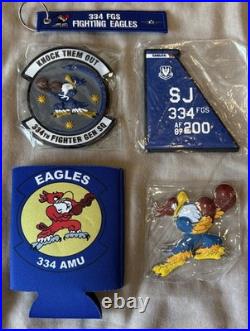 334 FGS
FIGHTING EAGLES
KNOCK THEM OUT
334TH FIGHTER GEN SQ
EAGLES
SJ
334 FGS
AF
89 200
EAGLES
334 AMU